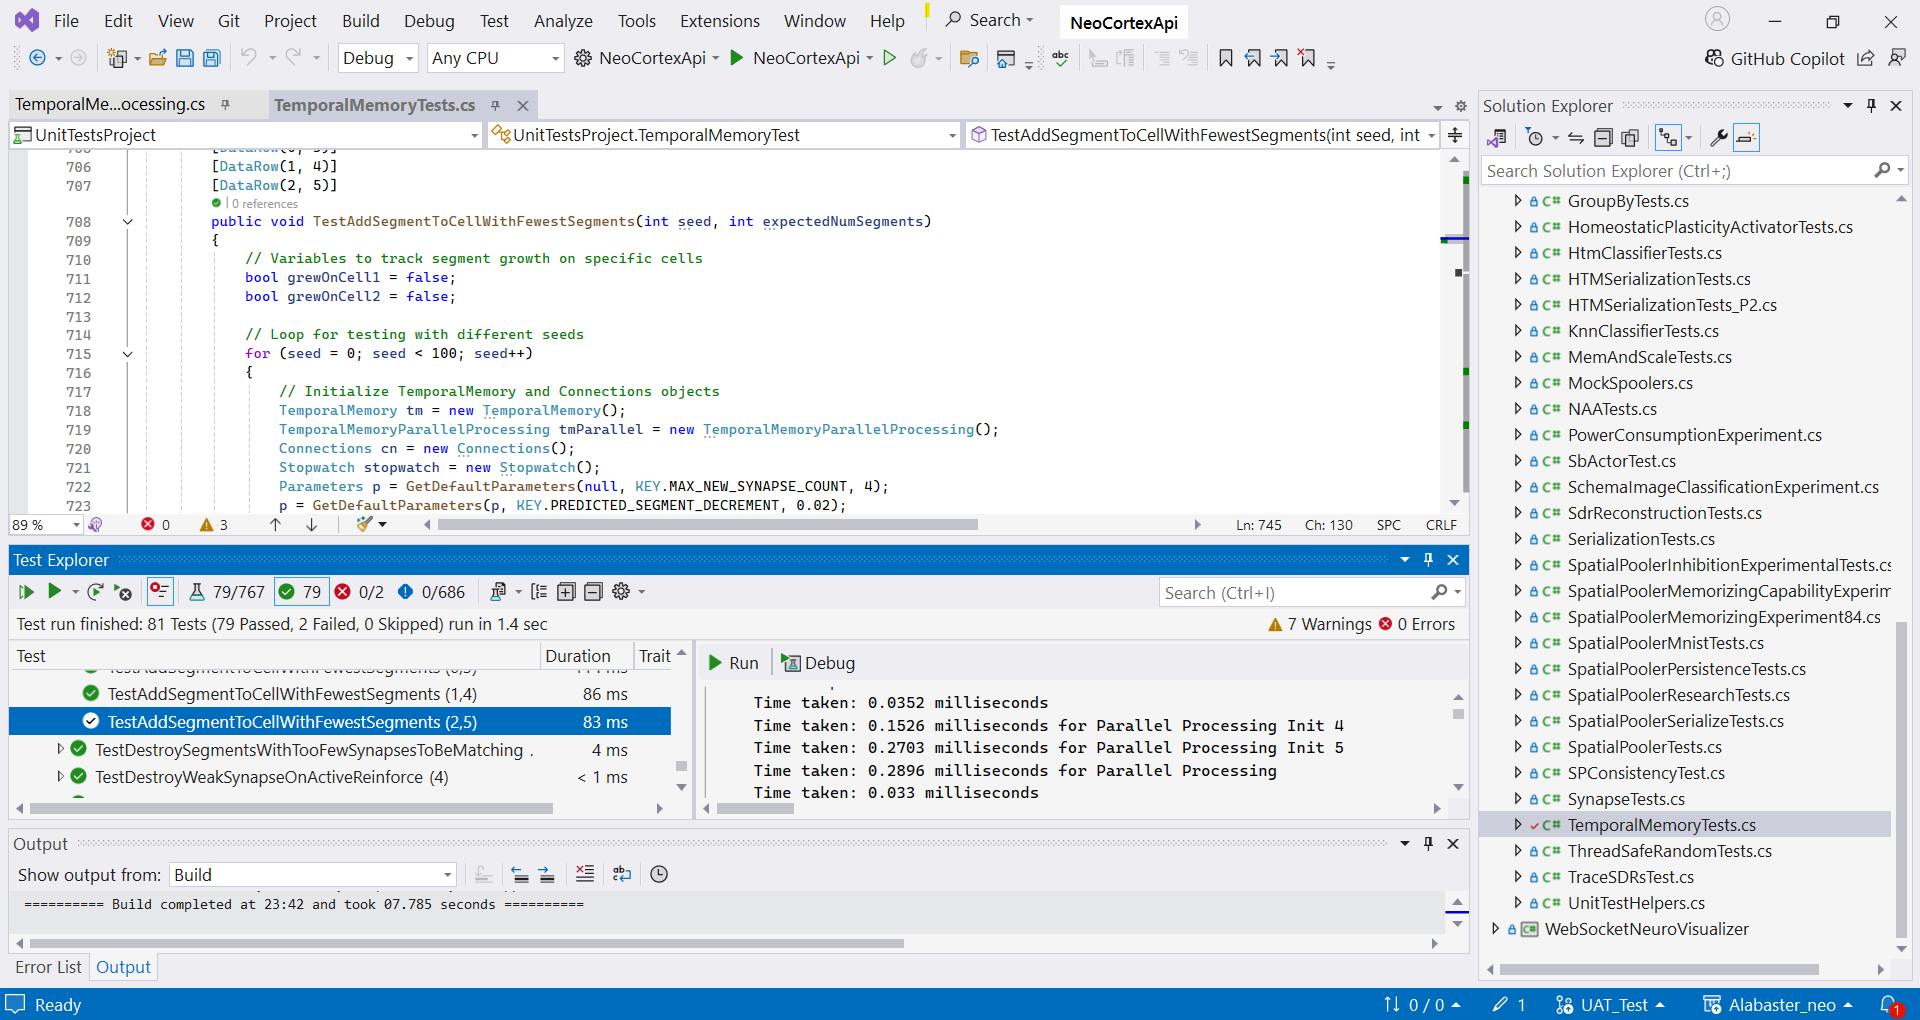 File Edit View Git Project Build Debug Test Analyze Tools Extensions Window Help Search NeoCortexApi
Debug Any CPU NeoCortexApi NeoCortexApi GitHub Copilot
TemporalMe...ocessing.cs TemporalMemoryTests.cs
UnitTestsProject UnitTestsProject.TemporalMemoryTest TestAddSegmentToCellWithFewestSegments(int seed, int
706 [DataRow(1, 4)]
707 [DataRow(2, 5)]
0 references
708 public void TestAddSegmentToCellWithFewestSegments(int seed, int expectedNumSegments)
709 {
710 // Variables to track segment growth on specific cells
711 bool grewOnCell1 = false;
712 bool grewOnCell2 = false;
713
714 // Loop for testing with different seeds
715 for (seed = 0; seed < 100; seed++)
716 {
717 // Initialize TemporalMemory and Connections objects
718 TemporalMemory tm = new TemporalMemory();
719 TemporalMemoryParallelProcessing tmParallel = new TemporalMemoryParallelProcessing();
720 Connections cn = new Connections();
721 Stopwatch stopwatch = new Stopwatch();
722 Parameters p = GetDefaultParameters(null, KEY.MAX_NEW_SYNAPSE_COUNT, 4);
723 p = GetDefaultParameters(p, KEY.PREDICTED_SEGMENT_DECREMENT, 0.02);
89 % 0 3 Ln: 745 Ch: 130 SPC CRLF
Test Explorer
79/767 79 0/2 0/686 Search (Ctrl+I)
Test run finished: 81 Tests (79 Passed, 2 Failed, 0 Skipped) run in 1.4 sec 7 Warnings 0 Errors
Test Duration Trait
TestAddSegmentToCellWithFewestSegments (1,4) 86 ms
TestAddSegmentToCellWithFewestSegments (2,5) 83 ms
TestDestroySegmentsWithTooFewSynapsesToBeMatching . 4 ms
TestDestroyWeakSynapseOnActiveReinforce (4) < 1 ms
Run Debug
Time taken: 0.0352 milliseconds
Time taken: 0.1526 milliseconds for Parallel Processing Init 4
Time taken: 0.2703 milliseconds for Parallel Processing Init 5
Time taken: 0.2896 milliseconds for Parallel Processing
Time taken: 0.033 milliseconds
Output
Show output from: Build
========== Build completed at 23:42 and took 07.785 seconds ==========
Error List Output
Solution Explorer
Search Solution Explorer (Ctrl+;)
C# GroupByTests.cs
C# HomeostaticPlasticityActivatorTests.cs
C# HtmClassifierTests.cs
C# HTMSerializationTests.cs
C# HTMSerializationTests_P2.cs
C# KnnClassifierTests.cs
C# MemAndScaleTests.cs
C# MockSpoolers.cs
C# NAATests.cs
C# PowerConsumptionExperiment.cs
C# SbActorTest.cs
C# SchemaImageClassificationExperiment.cs
C# SdrReconstructionTests.cs
C# SerializationTests.cs
C# SpatialPoolerInhibitionExperimentalTests.cs
C# SpatialPoolerMemorizingCapabilityExperim
C# SpatialPoolerMemorizingExperiment84.cs
C# SpatialPoolerMnistTests.cs
C# SpatialPoolerPersistenceTests.cs
C# SpatialPoolerResearchTests.cs
C# SpatialPoolerSerializeTests.cs
C# SpatialPoolerTests.cs
C# SPConsistencyTest.cs
C# SynapseTests.cs
C# TemporalMemoryTests.cs
C# ThreadSafeRandomTests.cs
C# TraceSDRsTest.cs
C# UnitTestHelpers.cs
C# WebSocketNeuroVisualizer
Ready 0 / 0 1 UAT_Test Alabaster_neo 1